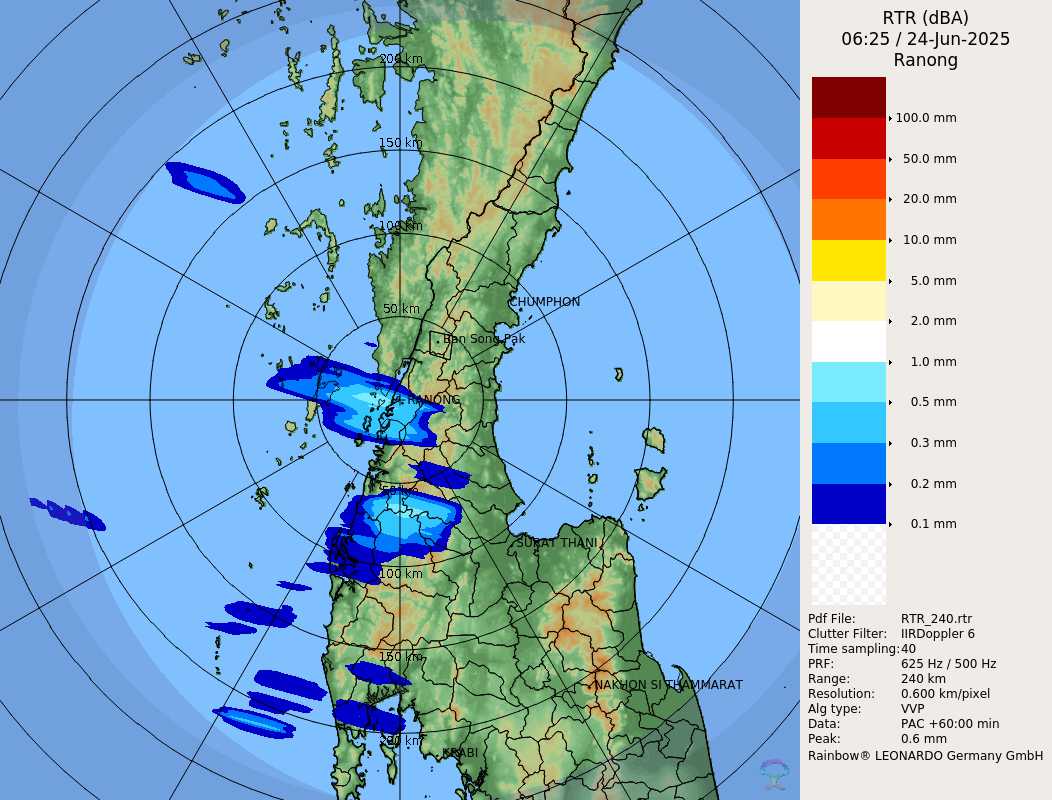 RTR (dBA)
06:25 / 24-Jun-2025
Ranong
100.0 mm
50.0 mm
20.0 mm
10.0 mm
5.0 mm
2.0 mm
1.0 mm
0.5 mm
0.3 mm
0.2 mm
0.1 mm
Pdf File: RTR_240.rtr
Clutter Filter: IIRDoppler 6
Time sampling: 40
PRF: 625 Hz / 500 Hz
Range: 240 km
Resolution: 0.600 km/pixel
Alg type: VVP
Data: PAC +60:00 min
Peak: 0.6 mm
Rainbow® LEONARDO Germany GmbH
200 km
150 km
100 km
50 km
CHUMPHON
Ban Song Pak
RANONG
50 km
SURAT THANI
100 km
150 km
NAKHON SI THAMMARAT
200 km
KRABI